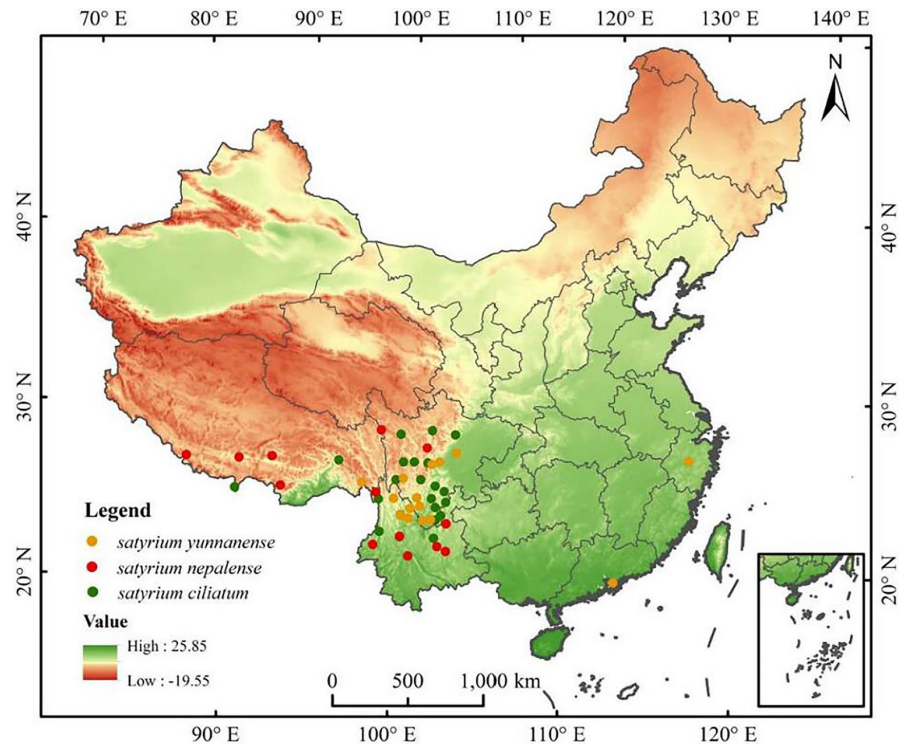 70° E 80° E 90° E 100° E 110° E 120° E 130° E 140° E
N
40° N
40° N
30° N
30° N
20° N
20° N
Legend
satyrium yunnanense
satyrium nepalense
satyrium ciliatum
Value
High : 25.85
Low : -19.55
0 500 1,000 km
90° E 100° E 110° E 120° E